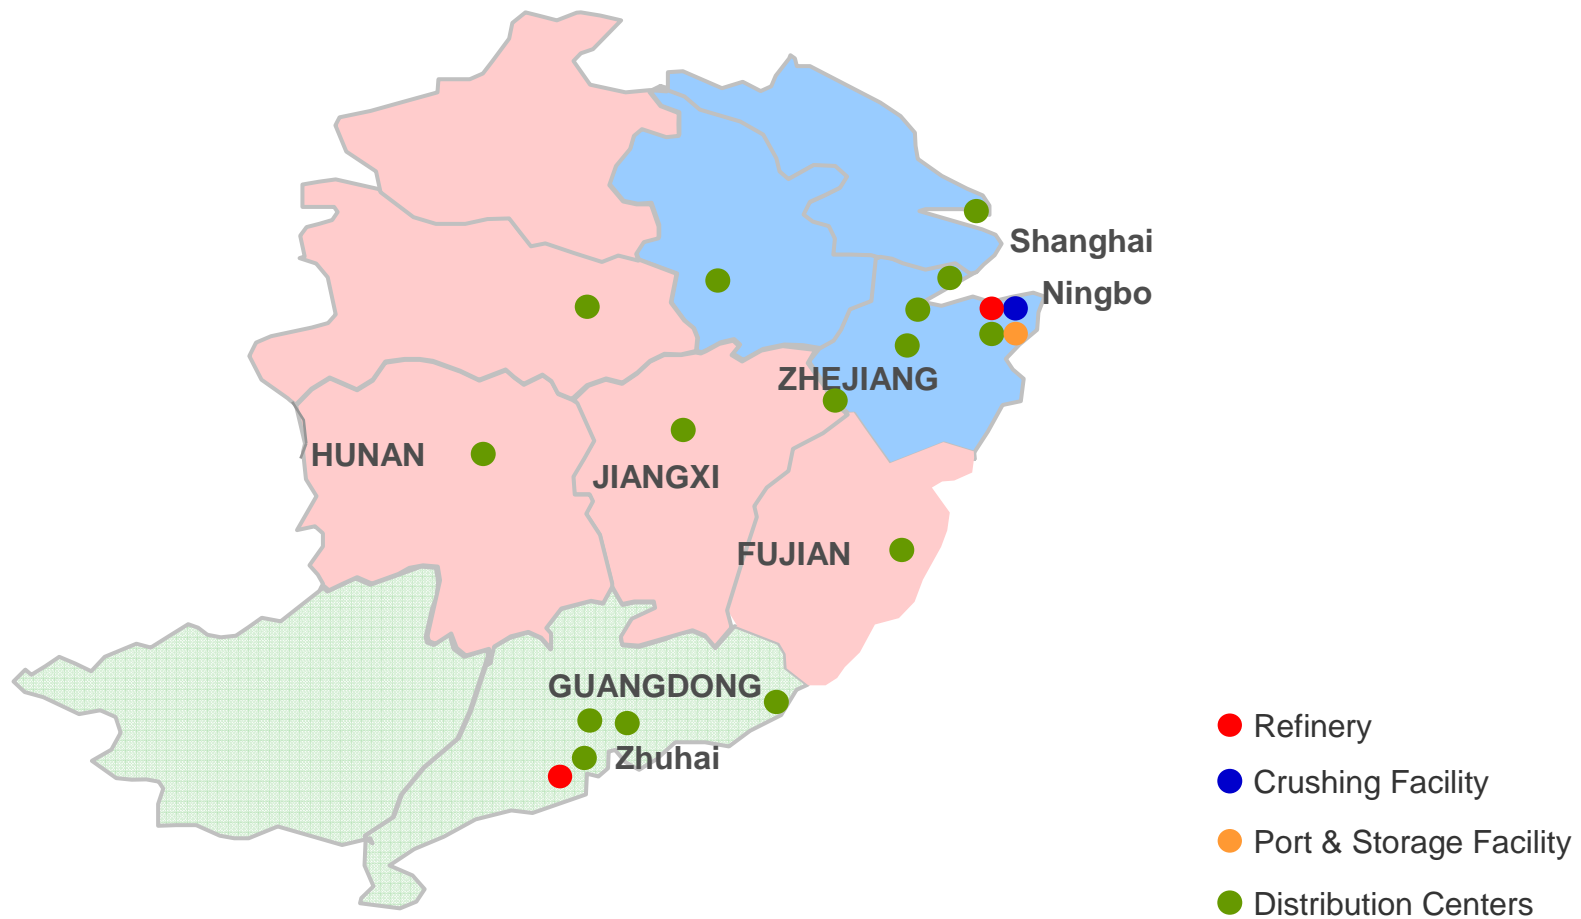 Shanghai
Ningbo
ZHEJIANG
HUNAN
JIANGXI
FUJIAN
GUANGDONG
Zhuhai
Refinery
Crushing Facility
Port & Storage Facility
Distribution Centers